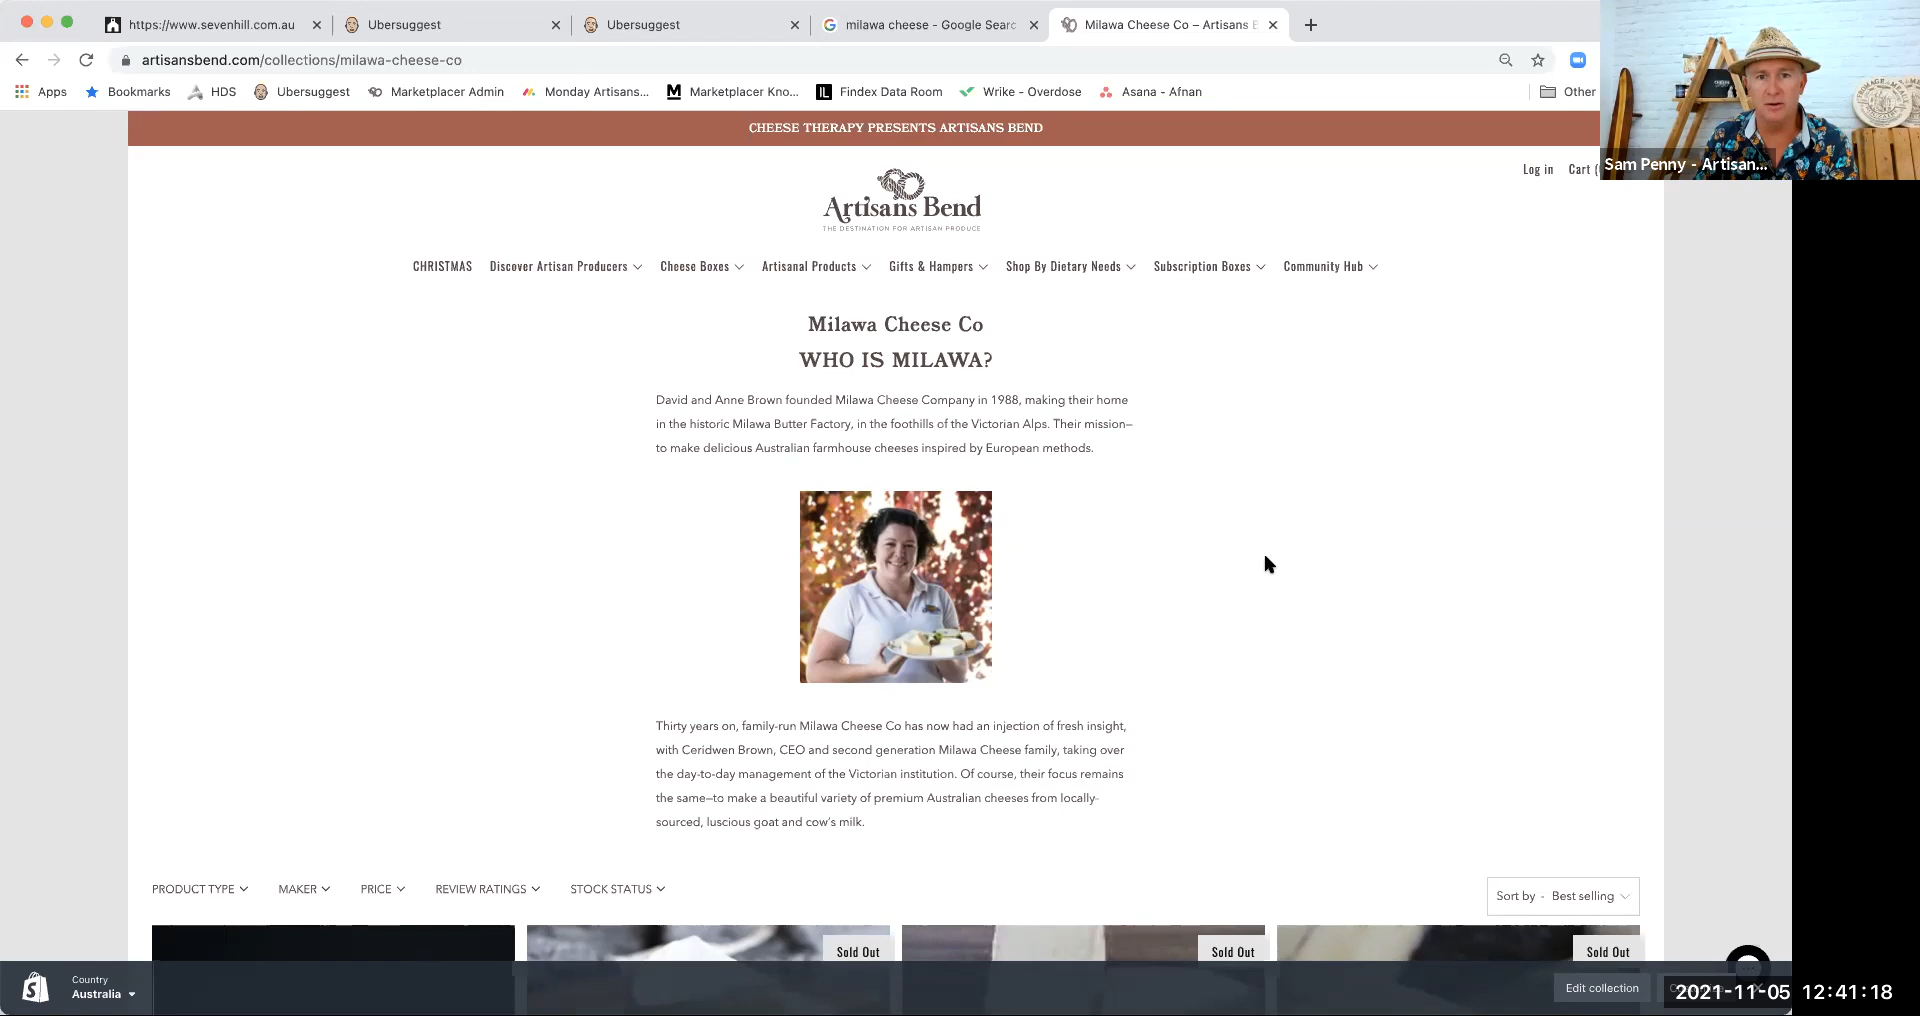 https://www.sevenhill.com.au
Ubersuggest
Ubersuggest
milawa cheese - Google Searc
Milawa Cheese Co – Artisans B
artisansbend.com/collections/milawa-cheese-co
Apps
Bookmarks
HDS
Ubersuggest
Marketplacer Admin
Monday Artisans...
Marketplacer Kno...
Findex Data Room
Wrike - Overdose
Asana - Afnan
Other
CHEESE THERAPY PRESENTS ARTISANS BEND
Sam Penny - Artisan...
Log in
Cart (
Artisans Bend
THE DESTINATION FOR ARTISAN PRODUCE
CHRISTMAS
Discover Artisan Producers
Cheese Boxes
Artisanal Products
Gifts & Hampers
Shop By Dietary Needs
Subscription Boxes
Community Hub
Milawa Cheese Co
WHO IS MILAWA?
David and Anne Brown founded Milawa Cheese Company in 1988, making their home
in the historic Milawa Butter Factory, in the foothills of the Victorian Alps. Their mission–
to make delicious Australian farmhouse cheeses inspired by European methods.
Thirty years on, family-run Milawa Cheese Co has now had an injection of fresh insight,
with Ceridwen Brown, CEO and second generation Milawa Cheese family, taking over
the day-to-day management of the Victorian institution. Of course, their focus remains
the same–to make a beautiful variety of premium Australian cheeses from locally-
sourced, luscious goat and cow's milk.
PRODUCT TYPE
MAKER
PRICE
REVIEW RATINGS
STOCK STATUS
Sort by - Best selling
Sold Out
Sold Out
Sold Out
Country
Australia
Edit collection
2021-11-05 12:41:18